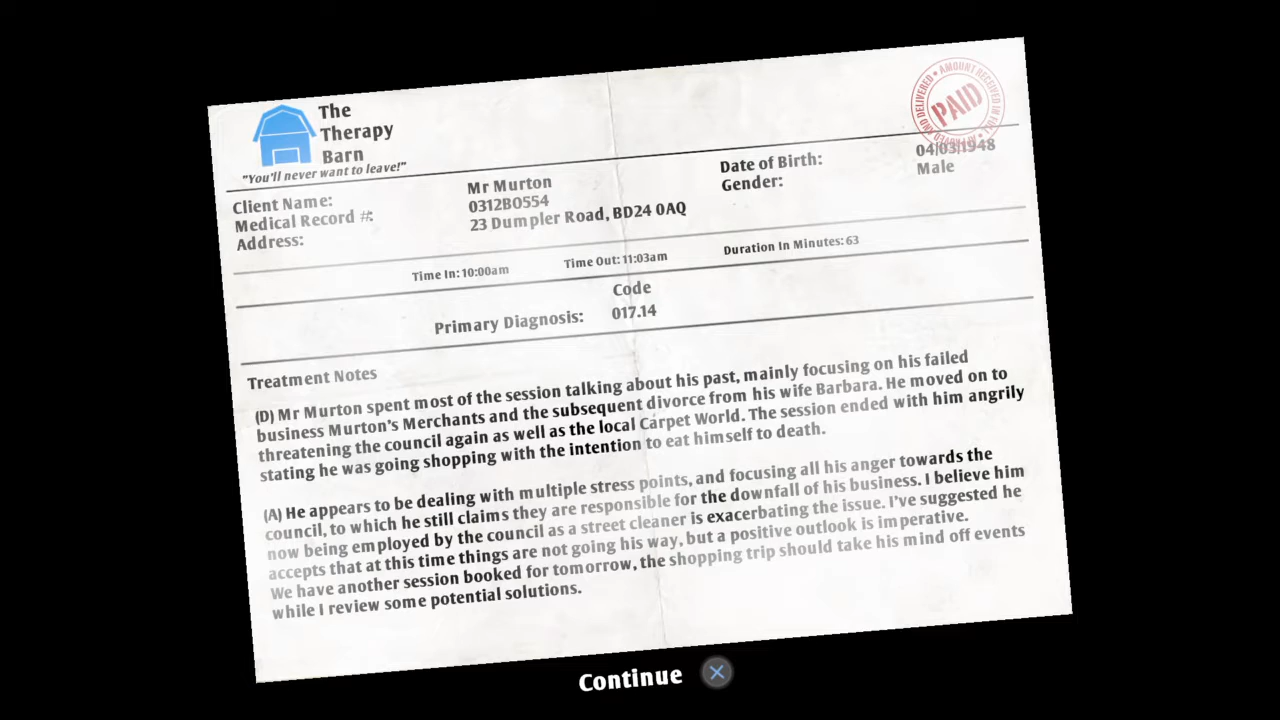 The
Therapy
Barn
"You'll never want to leave!"
AMOUNT RECEIVED IN FULL • APPROVED AND DELIVERED •
PAID
Client Name: Mr Murton Date of Birth: 04/03/1948
Medical Record #: 0312BO554 Gender: Male
Address: 23 Dumpler Road, BD24 0AQ
Time In: 10:00am Time Out: 11:03am Duration In Minutes: 63
Code
Primary Diagnosis: 017.14
Treatment Notes
(D) Mr Murton spent most of the session talking about his past, mainly focusing on his failed
business Murton's Merchants and the subsequent divorce from his wife Barbara. He moved on to
threatening the council again as well as the local Carpet World. The session ended with him angrily
stating he was going shopping with the intention to eat himself to death.
(A) He appears to be dealing with multiple stress points, and focusing all his anger towards the
council, to which he still claims they are responsible for the downfall of his business. I believe him
now being employed by the council as a street cleaner is exacerbating the issue. I've suggested he
accepts that at this time things are not going his way, but a positive outlook is imperative.
We have another session booked for tomorrow, the shopping trip should take his mind off events
while I review some potential solutions.
Continue